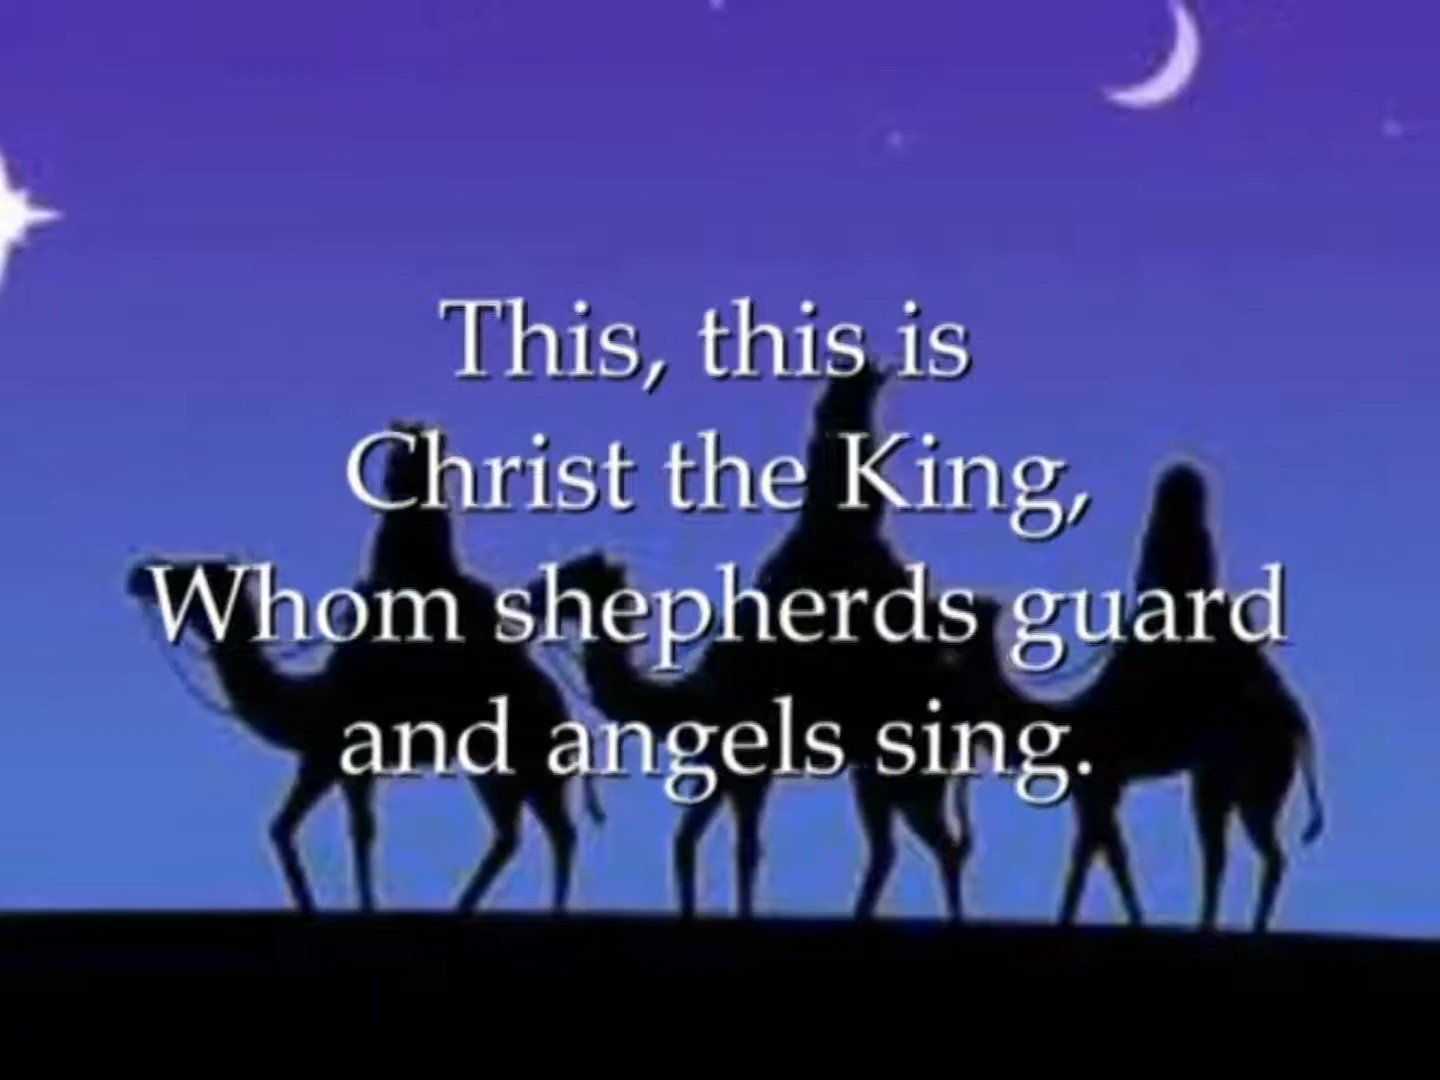 This, this is
Christ the King,
Whom shepherds guard
and angels sing.